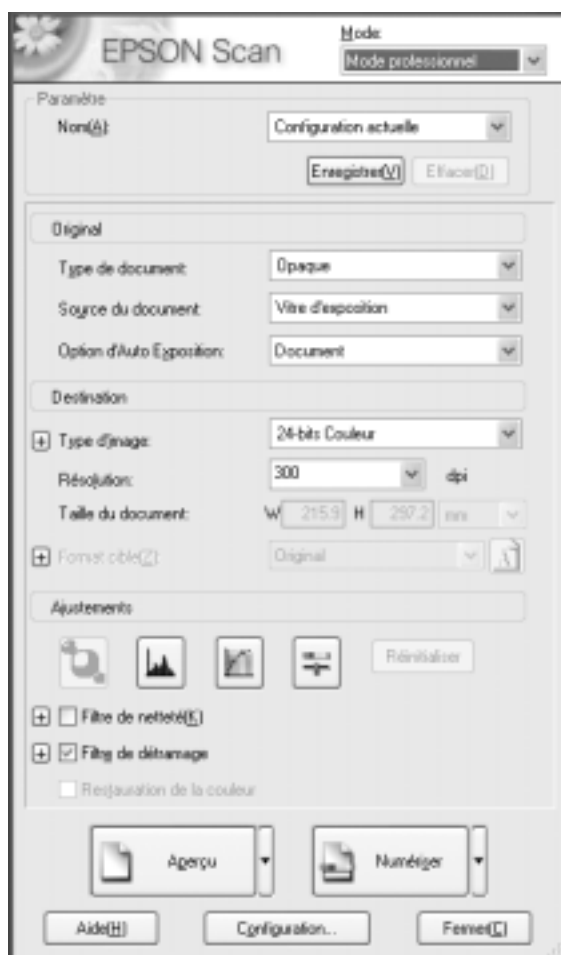 EPSON Scan
Mode:
Mode professionnel
Paramètre
Nom(A):
Configuration actuelle
Enregistrer(V) Effacer(D)
Original
Type de document: Opaque
Source du document: Vitre d'exposition
Option d'Auto Exposition: Document
Destination
+ Type d'image: 24-bits Couleur
Résolution: 300 dpi
Taille du document: W 215.9 H 297.2 mm
+ Format cible(Z): Original
Ajustements
Réinitialiser
+ Filtre de netteté(K)
+ Filtre de détramage
Restauration de la couleur
Aperçu Numériser
Aide(H) Configuration... Fermer(C)